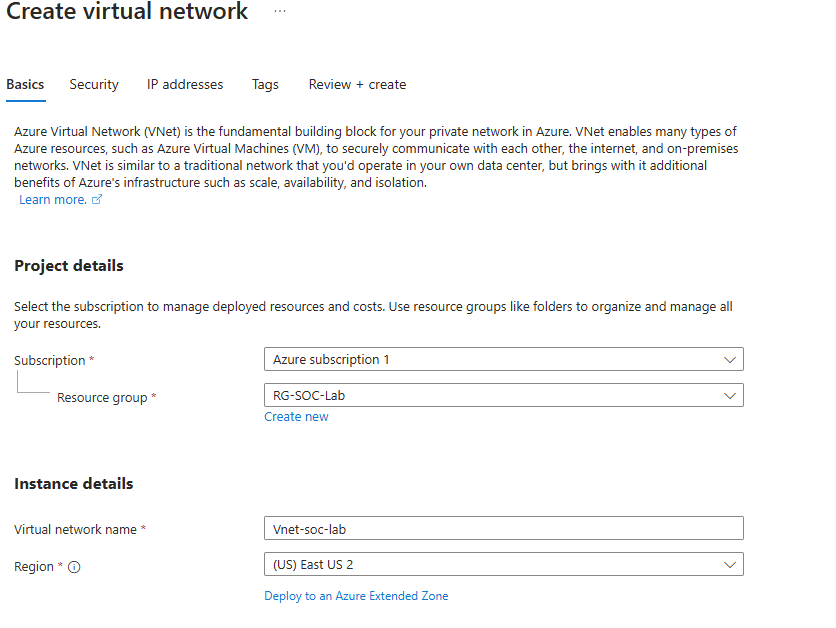 Create virtual network ...
Basics Security IP addresses Tags Review + create
Azure Virtual Network (VNet) is the fundamental building block for your private network in Azure. VNet enables many types of
Azure resources, such as Azure Virtual Machines (VM), to securely communicate with each other, the internet, and on-premises
networks. VNet is similar to a traditional network that you'd operate in your own data center, but brings with it additional
benefits of Azure's infrastructure such as scale, availability, and isolation.
Learn more.
Project details
Select the subscription to manage deployed resources and costs. Use resource groups like folders to organize and manage all
your resources.
Subscription * Azure subscription 1
Resource group * RG-SOC-Lab
Create new
Instance details
Virtual network name * Vnet-soc-lab
Region * (US) East US 2
Deploy to an Azure Extended Zone